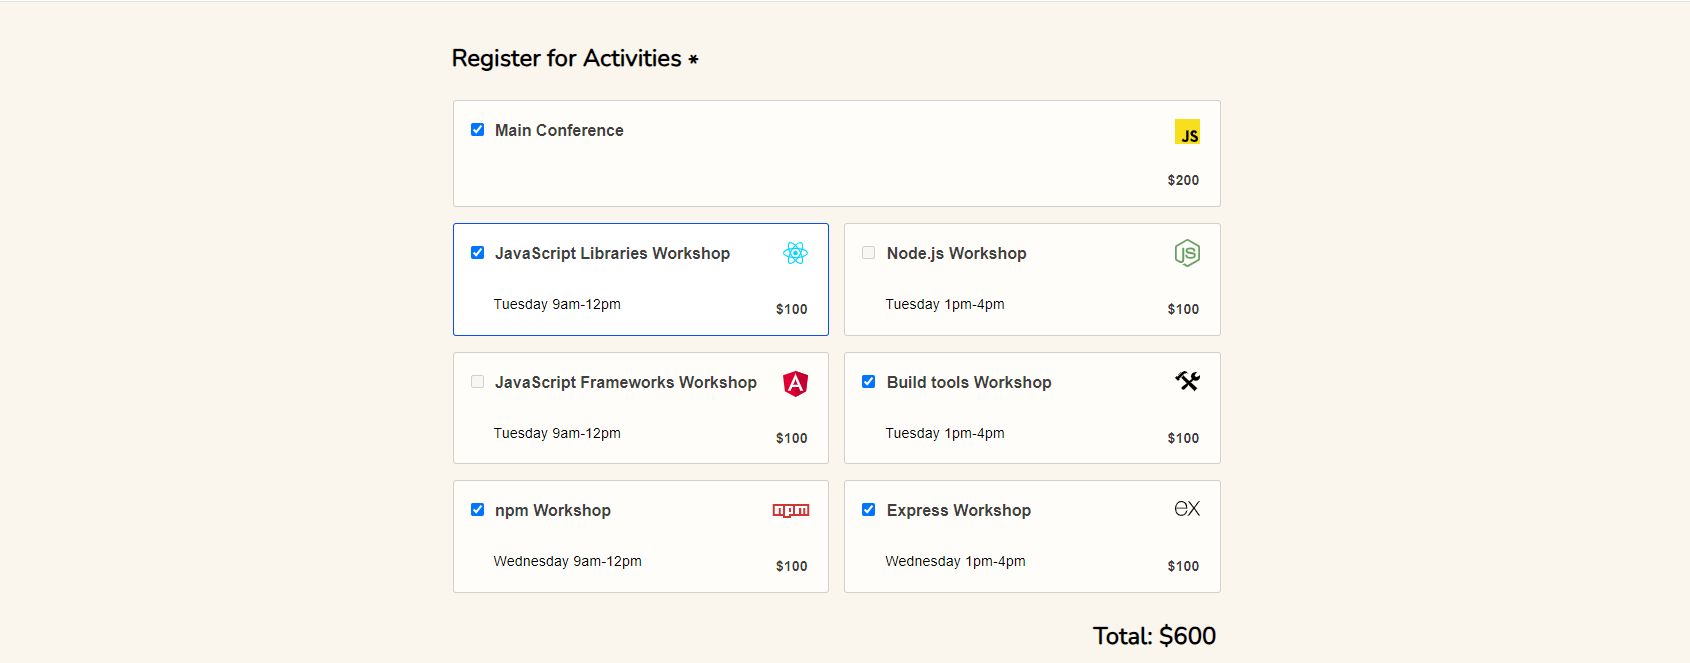 Register for Activities *
Main Conference
JS
$200
JavaScript Libraries Workshop
Tuesday 9am-12pm
$100
Node.js Workshop
JS
Tuesday 1pm-4pm
$100
JavaScript Frameworks Workshop
A
Tuesday 9am-12pm
$100
Build tools Workshop
Tuesday 1pm-4pm
$100
npm Workshop
npm
Wednesday 9am-12pm
$100
Express Workshop
ex
Wednesday 1pm-4pm
$100
Total: $600